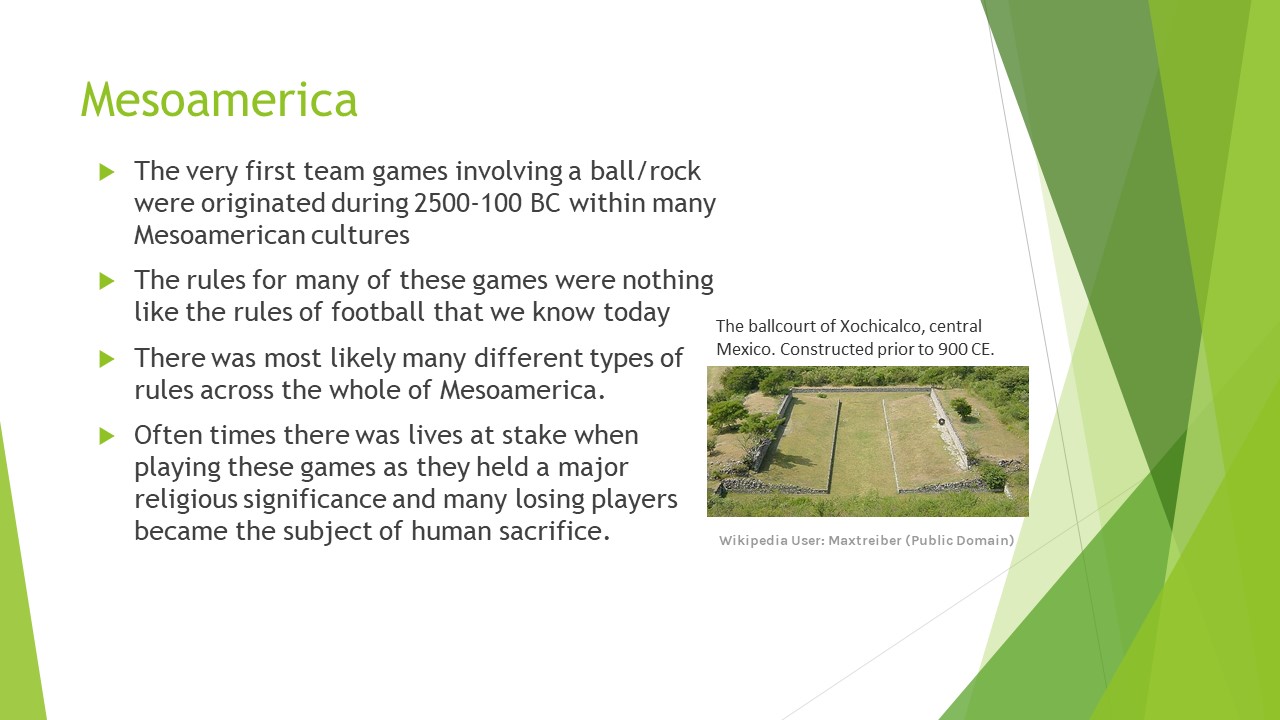 Mesoamerica
The very first team games involving a ball/rock
were originated during 2500-100 BC within many
Mesoamerican cultures
The rules for many of these games were nothing
like the rules of football that we know today
There was most likely many different types of
rules across the whole of Mesoamerica.
Often times there was lives at stake when
playing these games as they held a major
religious significance and many losing players
became the subject of human sacrifice.
The ballcourt of Xochicalco, central
Mexico. Constructed prior to 900 CE.
Wikipedia User: Maxtreiber (Public Domain)